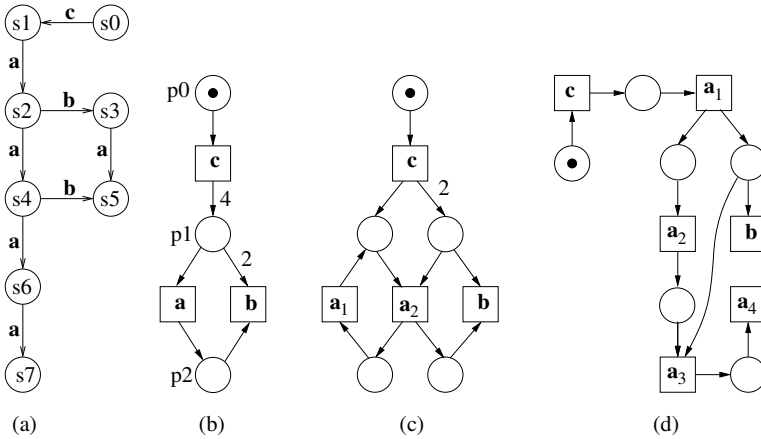 s1 c s0
a
s2 b s3
a a
s4 b s5
a
s6
a
s7
(a)
p0
c
4
p1
2
a b
p2
(b)
c
2
a1 a2 b
(c)
c a1
a2 b
a4
a3
(d)